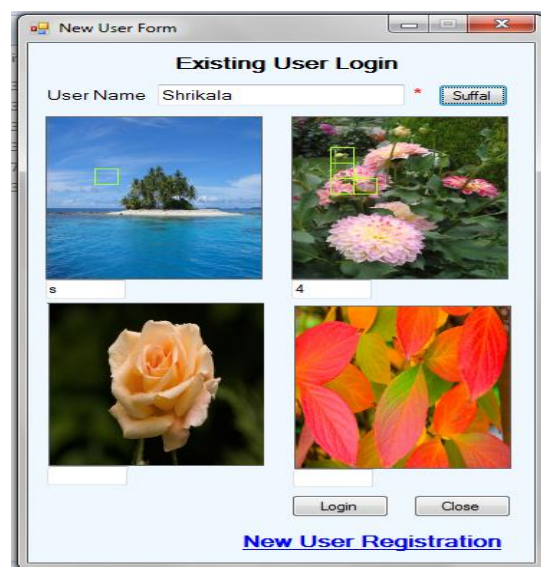 New User Form
Existing User Login
User Name Shrikala * Suffal
s 4
Login Close
New User Registration